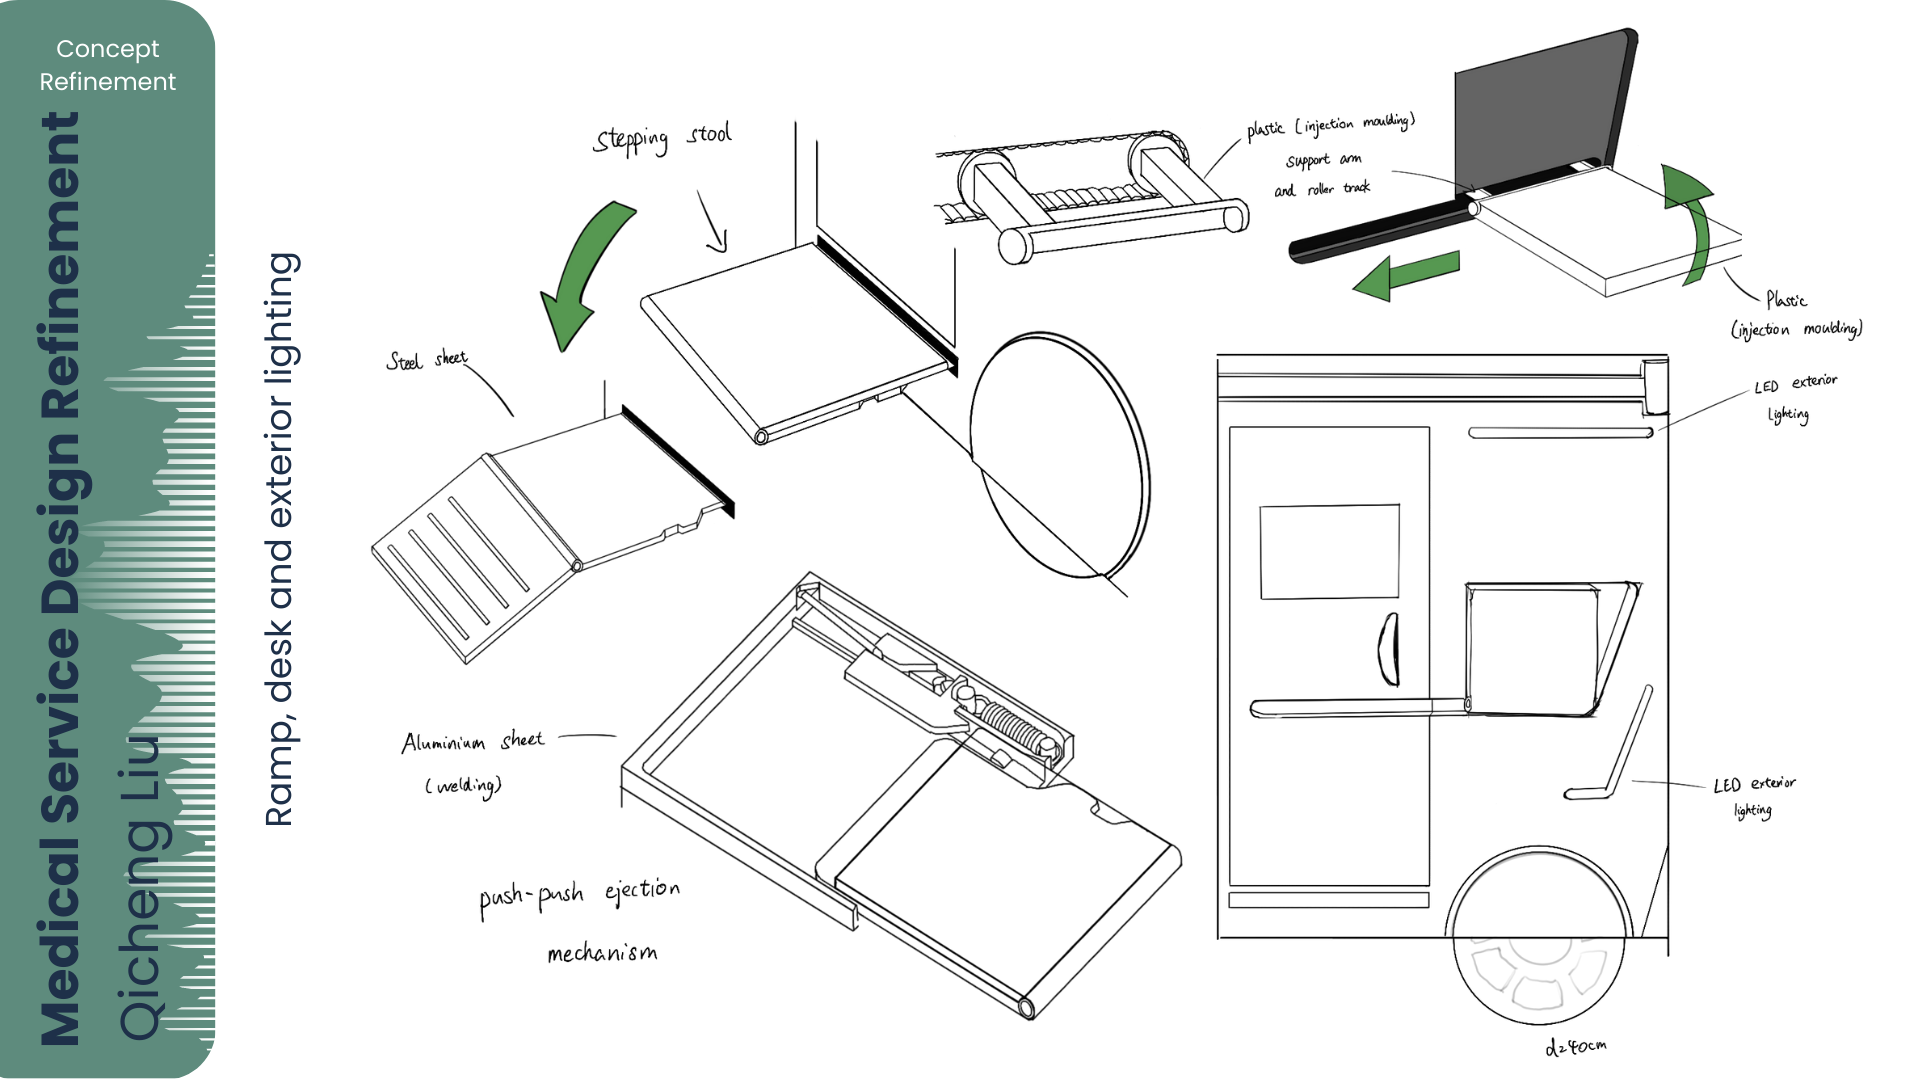 Concept
Refinement
Medical Service Design Refinement
Qicheng Liu
Ramp, desk and exterior lighting
Stepping stool
Steel sheet
plastic (injection moulding)
support arm
and roller track
Plastic
(injection moulding)
LED exterior
lighting
Aluminium sheet
(welding)
push-push ejection
mechanism
LED exterior
lighting
d=40cm